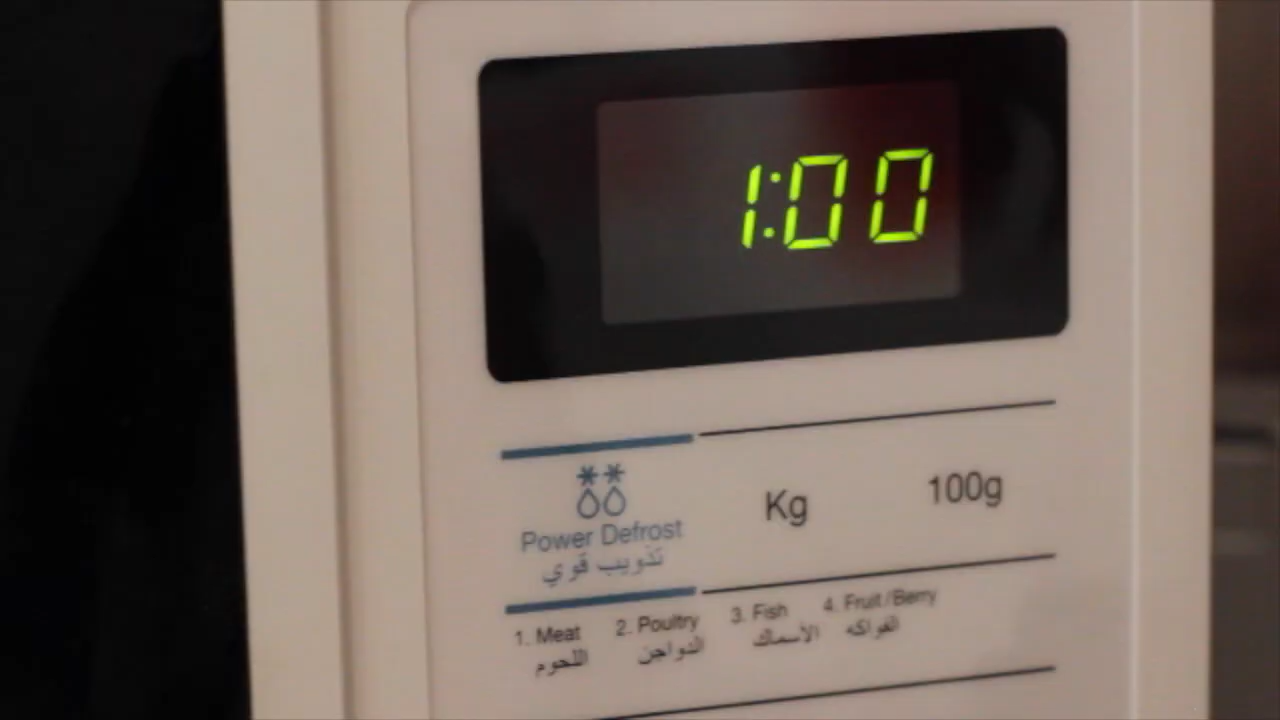 1:00
Power Defrost
تذويب قوي
Kg
100g
1. Meat
اللحوم
2. Poultry
الدواجن
3. Fish
الأسماك
4. Fruit/Berry
الفواكه